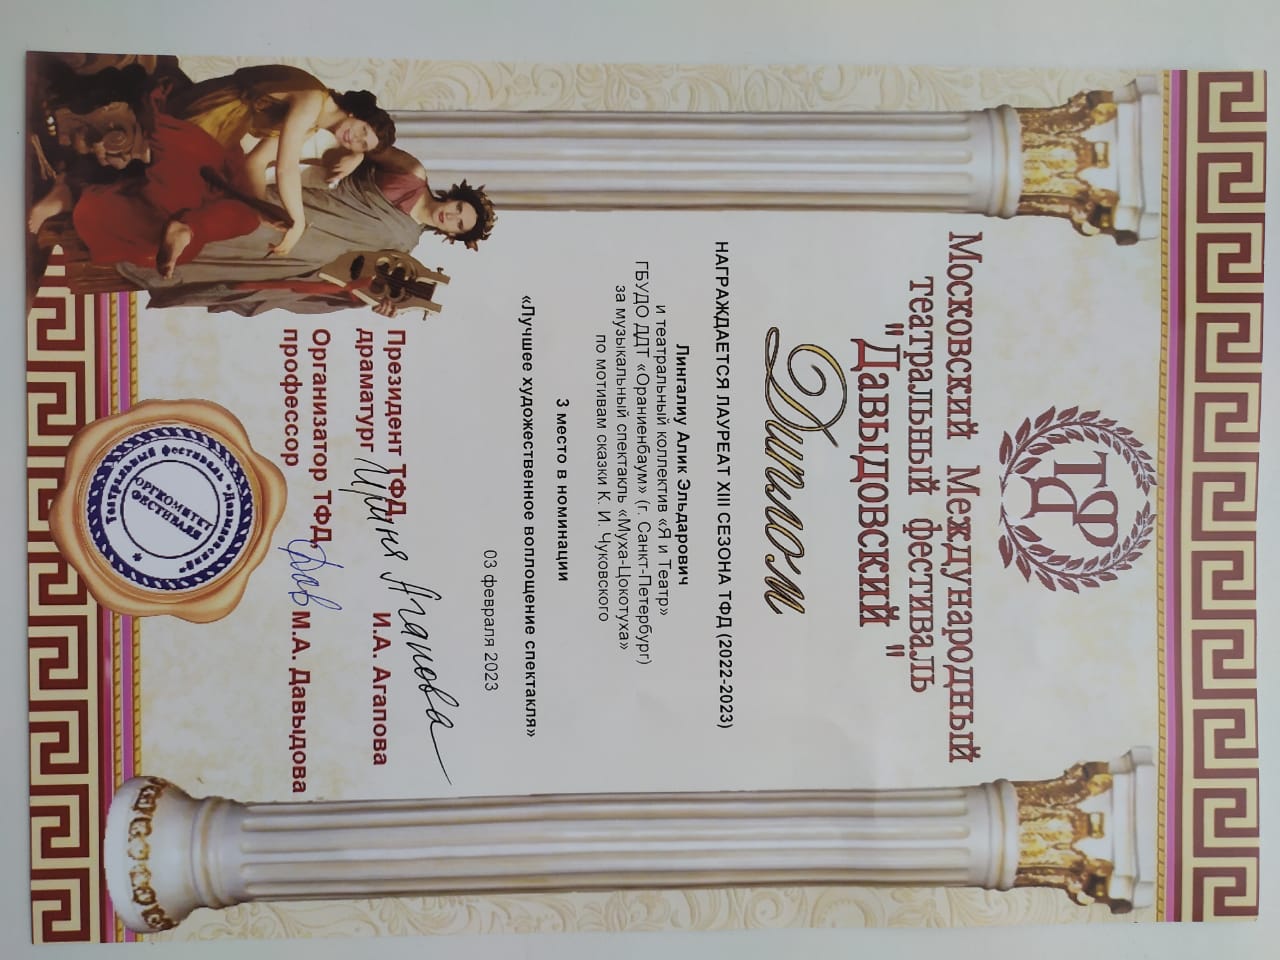 ТФД
Московский Международный
театральный фестиваль
"Давыдовский "
Диплом
НАГРАЖДАЕТСЯ ЛАУРЕАТ XIII СЕЗОНА ТФД (2022-2023)
Лингалиу Алик Эльдарович
и театральный коллектив «Я и Театр»
ГБУДО ДДТ «Ораниенбаум» (г. Санкт-Петербург)
за музыкальный спектакль «Муха-Цокотуха»
по мотивам сказки К. И. Чуковского
3 место в номинации
«Лучшее художественное воплощение спектакля»
03 февраля 2023
Президент ТФД,
драматург Ирина Агапова И.А. Агапова
Организатор ТФД,
профессор Дав М.А. Давыдова
Театральный фестиваль «Давыдовский»
ОРГКОМИТЕТ
ФЕСТИВАЛЯ